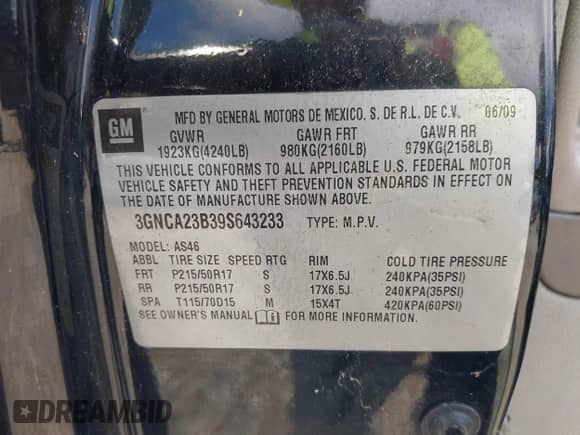 GM
MFD BY GENERAL MOTORS DE MEXICO, S. DE R.L. DE C.V. 06/09
GVWR GAWR FRT GAWR RR
1923KG(4240LB) 980KG(2160LB) 979KG(2158LB)
THIS VEHICLE CONFORMS TO ALL APPLICABLE U.S. FEDERAL MOTOR
VEHICLE SAFETY AND THEFT PREVENTION STANDARDS IN EFFECT ON
THE DATE OF MANUFACTURE SHOWN ABOVE.
3GNCA23B39S643233 TYPE: M.P.V.
MODEL: AS46
ABBL TIRE SIZE SPEED RTG RIM COLD TIRE PRESSURE
FRT P215/50R17 S 17X6.5J 240KPA(35PSI)
RR P215/50R17 S 17X6.5J 240KPA(35PSI)
SPA T115/70D15 M 15X4T 420KPA(60PSI)
SEE OWNER'S MANUAL FOR MORE INFORMATION.
DREAMBID